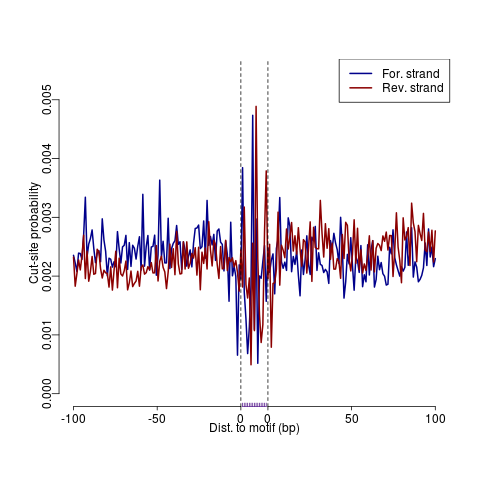 For. strand
Rev. strand
Cut-site probability
0.005
0.004
0.003
0.002
0.001
0.000
-100 -50 0 0 50 100
Dist. to motif (bp)